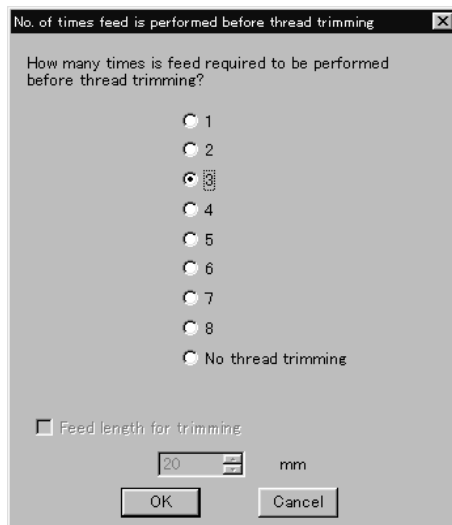 No. of times feed is performed before thread trimming
How many times is feed required to be performed
before thread trimming?
1
2
3
4
5
6
7
8
No thread trimming
Feed length for trimming
20 mm
OK Cancel